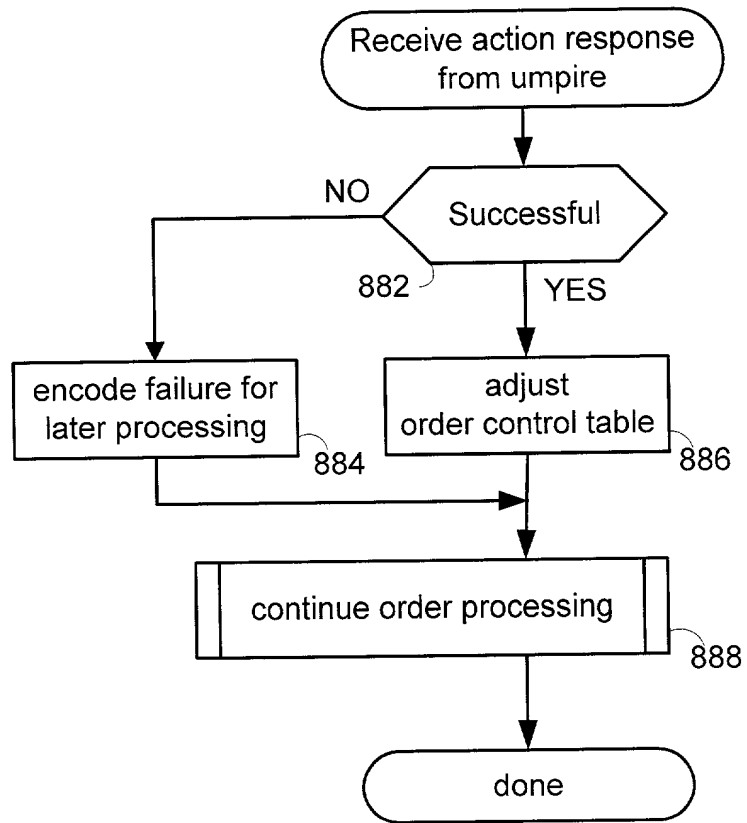 Receive action response
from umpire
NO
Successful
882
YES
encode failure for
later processing
884
adjust
order control table
886
continue order processing
888
done